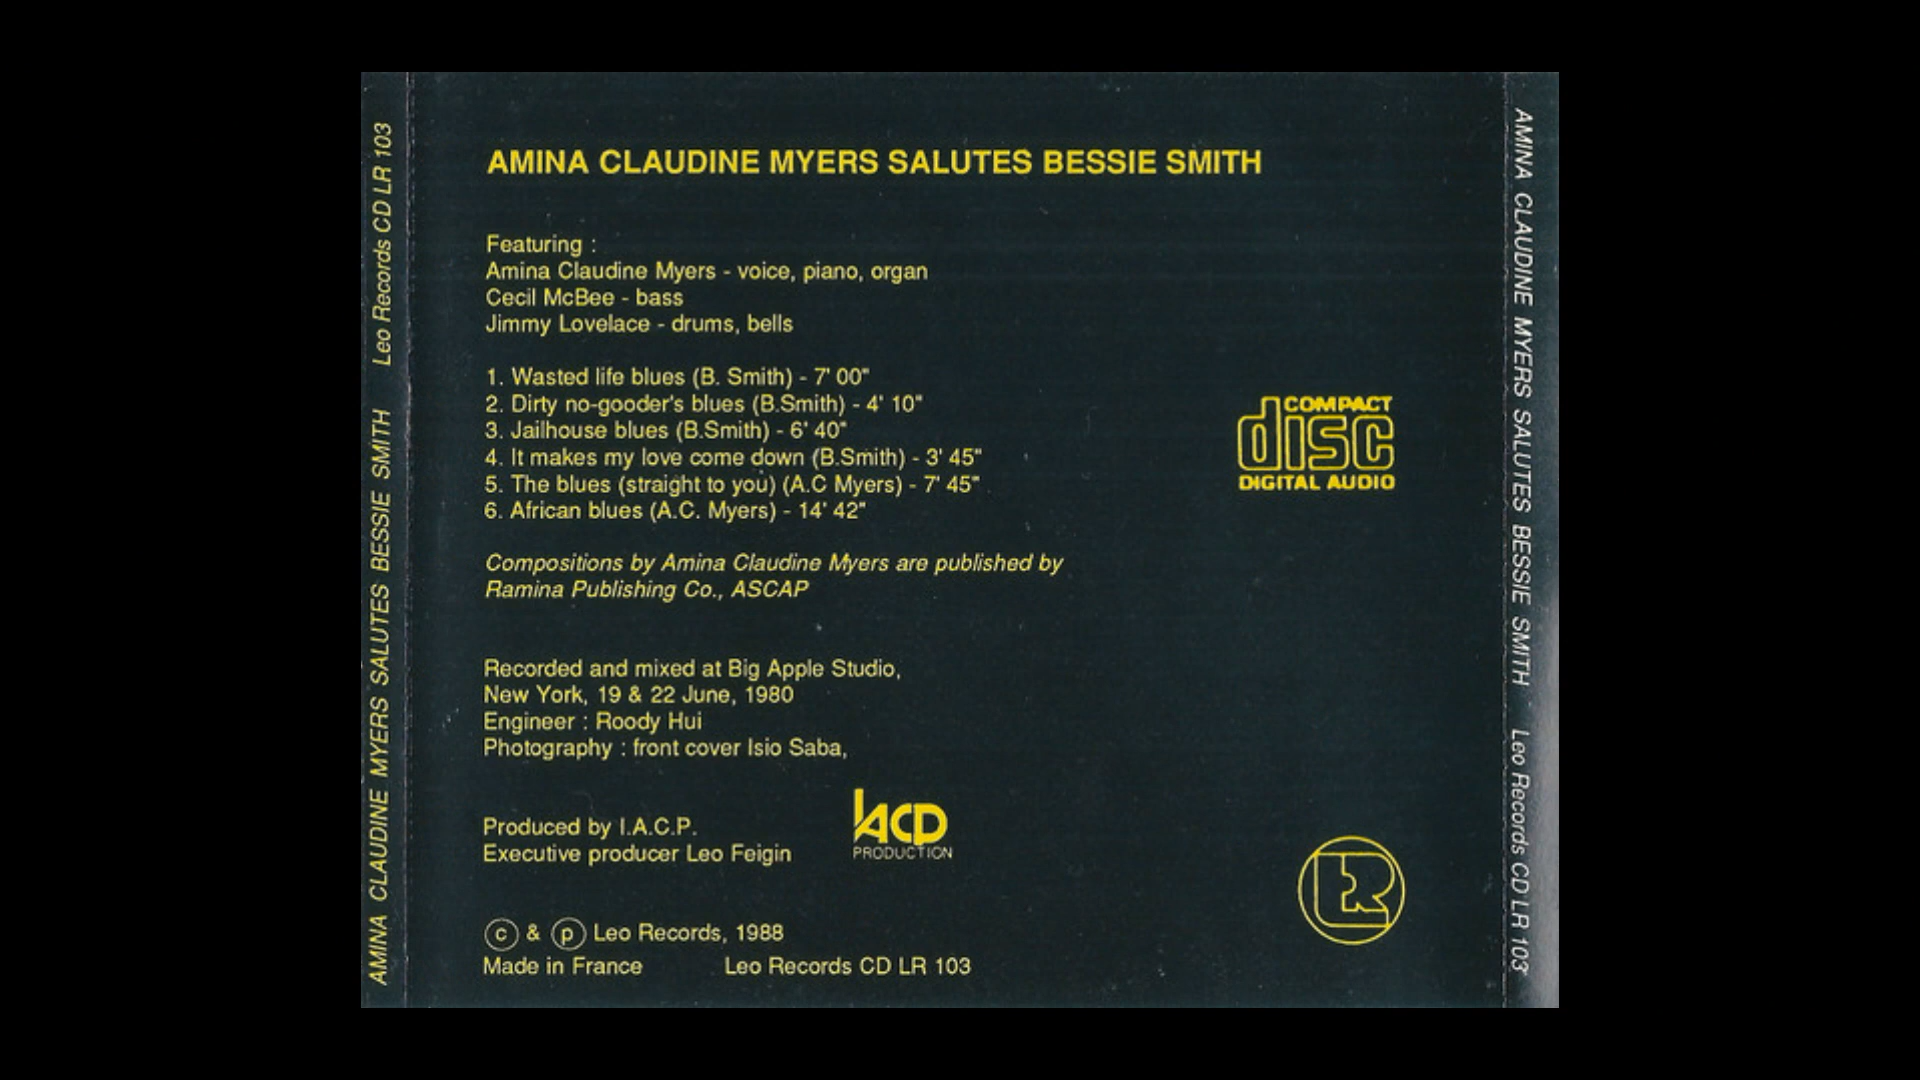 AMINA CLAUDINE MYERS SALUTES BESSIE SMITH Leo Records CD LR 103
AMINA CLAUDINE MYERS SALUTES BESSIE SMITH
Featuring :
Amina Claudine Myers - voice, piano, organ
Cecil McBee - bass
Jimmy Lovelace - drums, bells
1. Wasted life blues (B. Smith) - 7' 00"
2. Dirty no-gooder's blues (B.Smith) - 4' 10"
3. Jailhouse blues (B.Smith) - 6' 40"
4. It makes my love come down (B.Smith) - 3' 45"
5. The blues (straight to you) (A.C Myers) - 7' 45"
6. African blues (A.C. Myers) - 14' 42"
COMPACT
disc
DIGITAL AUDIO
Compositions by Amina Claudine Myers are published by
Ramina Publishing Co., ASCAP
Recorded and mixed at Big Apple Studio,
New York, 19 & 22 June, 1980
Engineer : Roody Hui
Photography : front cover Isio Saba,
Produced by I.A.C.P.
Executive producer Leo Feigin
IACP
PRODUCTION
LR
ⓒ & ⓟ Leo Records, 1988
Made in France Leo Records CD LR 103
AMINA CLAUDINE MYERS SALUTES BESSIE SMITH Leo Records CD LR 103